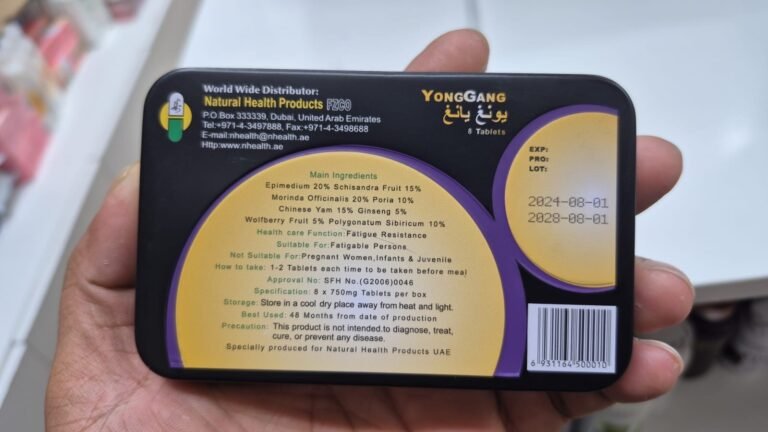 World Wide Distributor:
Natural Health Products FZCO
P.O.Box 333339, Dubai, United Arab Emirates
Tel:+971-4-3497888, Fax:+971-4-3498688
E-mail:nhealth@nhealth.ae
Http:www.nhealth.ae
YONGGANG
يونغ يانغ
8 Tablets
EXP:
PRO:
LOT:
2024-08-01
2028-08-01
Main Ingredients
Epimedium 20% Schisandra Fruit 15%
Morinda Officinalis 20% Poria 10%
Chinese Yam 15% Ginseng 5%
Wolfberry Fruit 5% Polygonatum Sibiricum 10%
Health care Function:Fatigue Resistance
Suitable For:Fatigable Persons
Not Suitable For:Pregnant Women,Infants & Juvenile
How to take: 1-2 Tablets each time to be taken before meal
Approval No: SFH No.(G2006)0046
Specification: 8 x 750mg Tablets per box
Storage: Store in a cool dry place away from heat and light.
Best Used: 48 Months from date of production
Precaution: This product is not intended to diagnose, treat,
cure, or prevent any disease.
Specially produced for Natural Health Products UAE
6 931164 500010